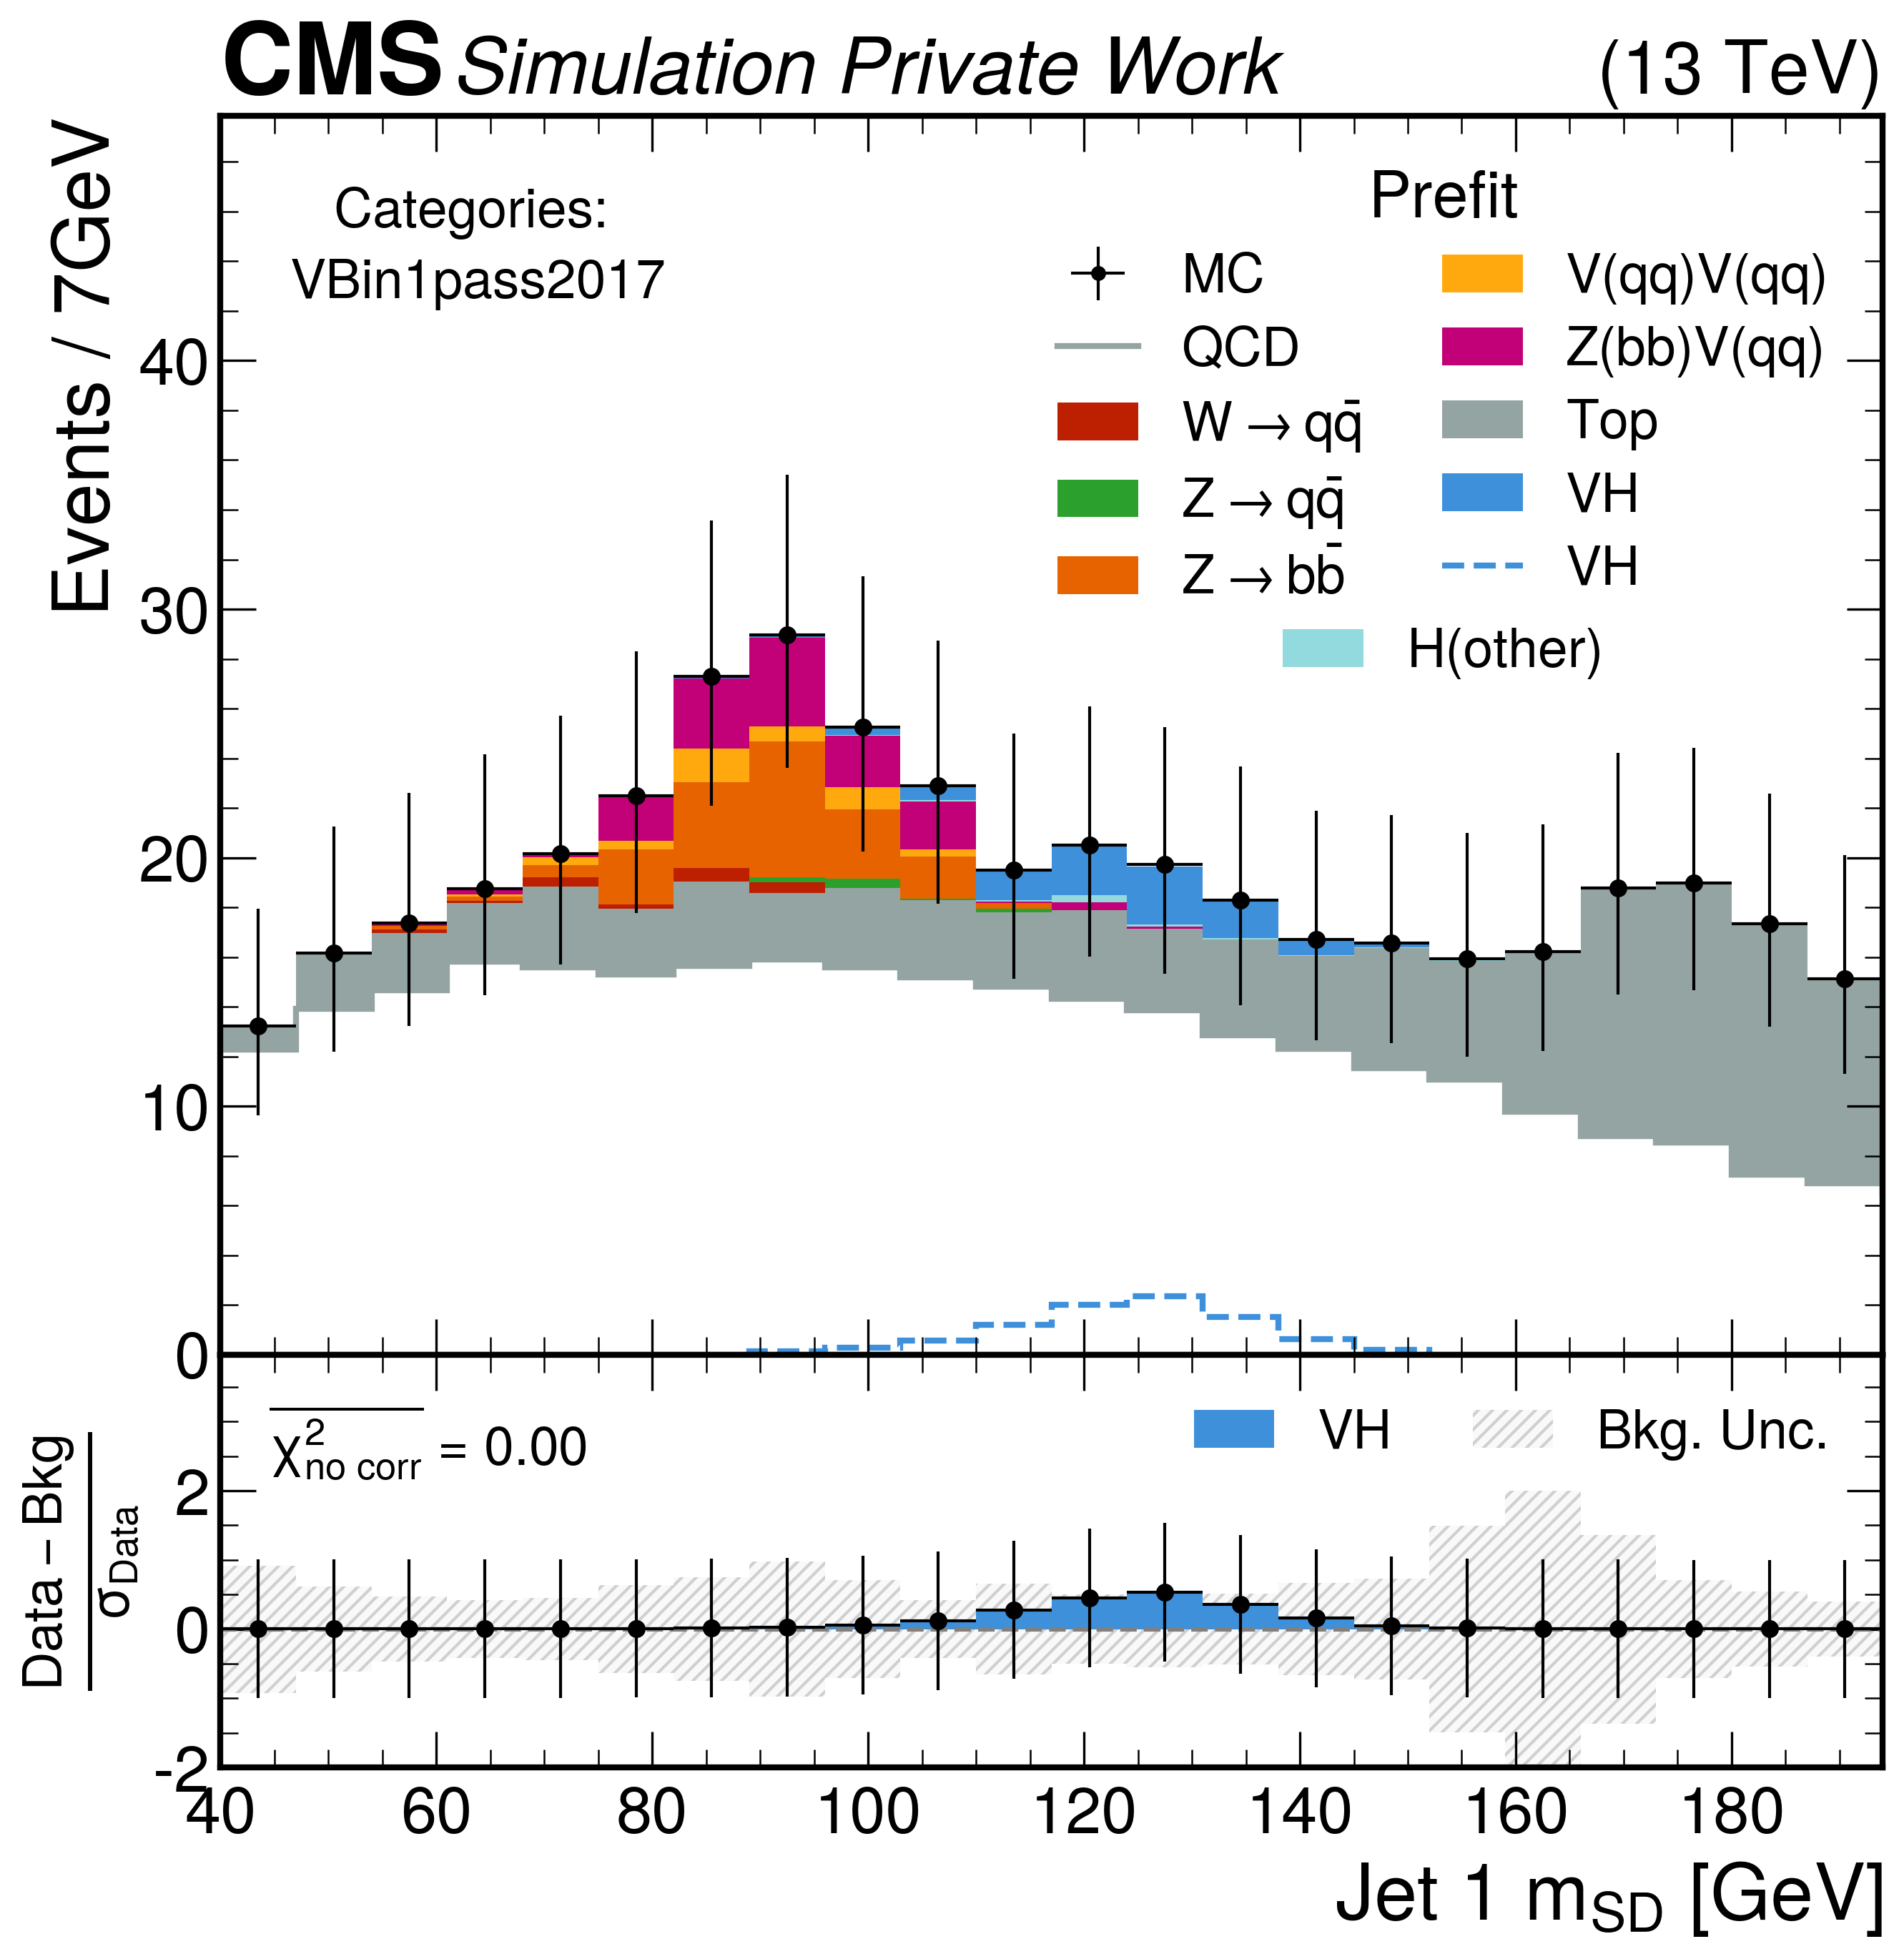 CMS Simulation Private Work (13 TeV)
Events / 7GeV
Categories:
VBin1pass2017
Prefit
MC
QCD
W → qq̄
Z → qq̄
Z → bb̄
V(qq)V(qq)
Z(bb)V(qq)
Top
VH
VH
H(other)
40
30
20
10
0
χ²no corr = 0.00
VH
Bkg. Unc.
Data − Bkg
σData
2
0
-2
40 60 80 100 120 140 160 180
Jet 1 mSD [GeV]